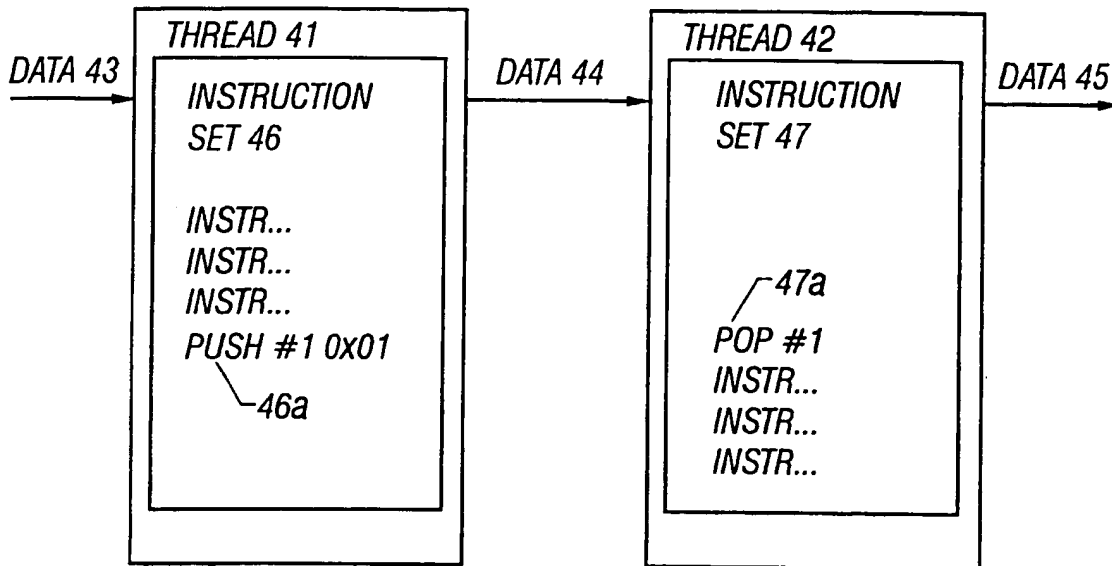 DATA 43
THREAD 41
INSTRUCTION
SET 46
INSTR...
INSTR...
INSTR...
PUSH #1 0x01
46a
DATA 44
THREAD 42
INSTRUCTION
SET 47
47a
POP #1
INSTR...
INSTR...
INSTR...
DATA 45